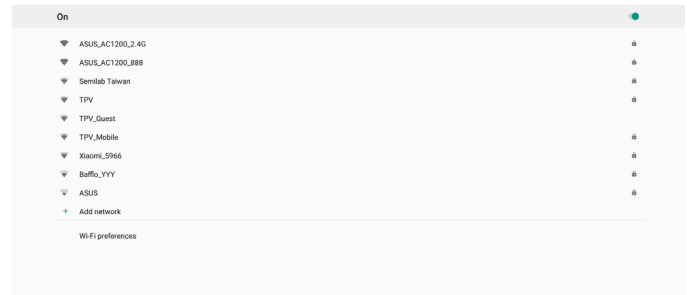 On
ASUS_AC1200_2.4G
ASUS_AC1200_888
Semilab Taiwan
TPV
TPV_Guest
TPV_Mobile
Xiaomi_5966
Bafflo_YYY
ASUS
+ Add network
Wi-Fi preferences